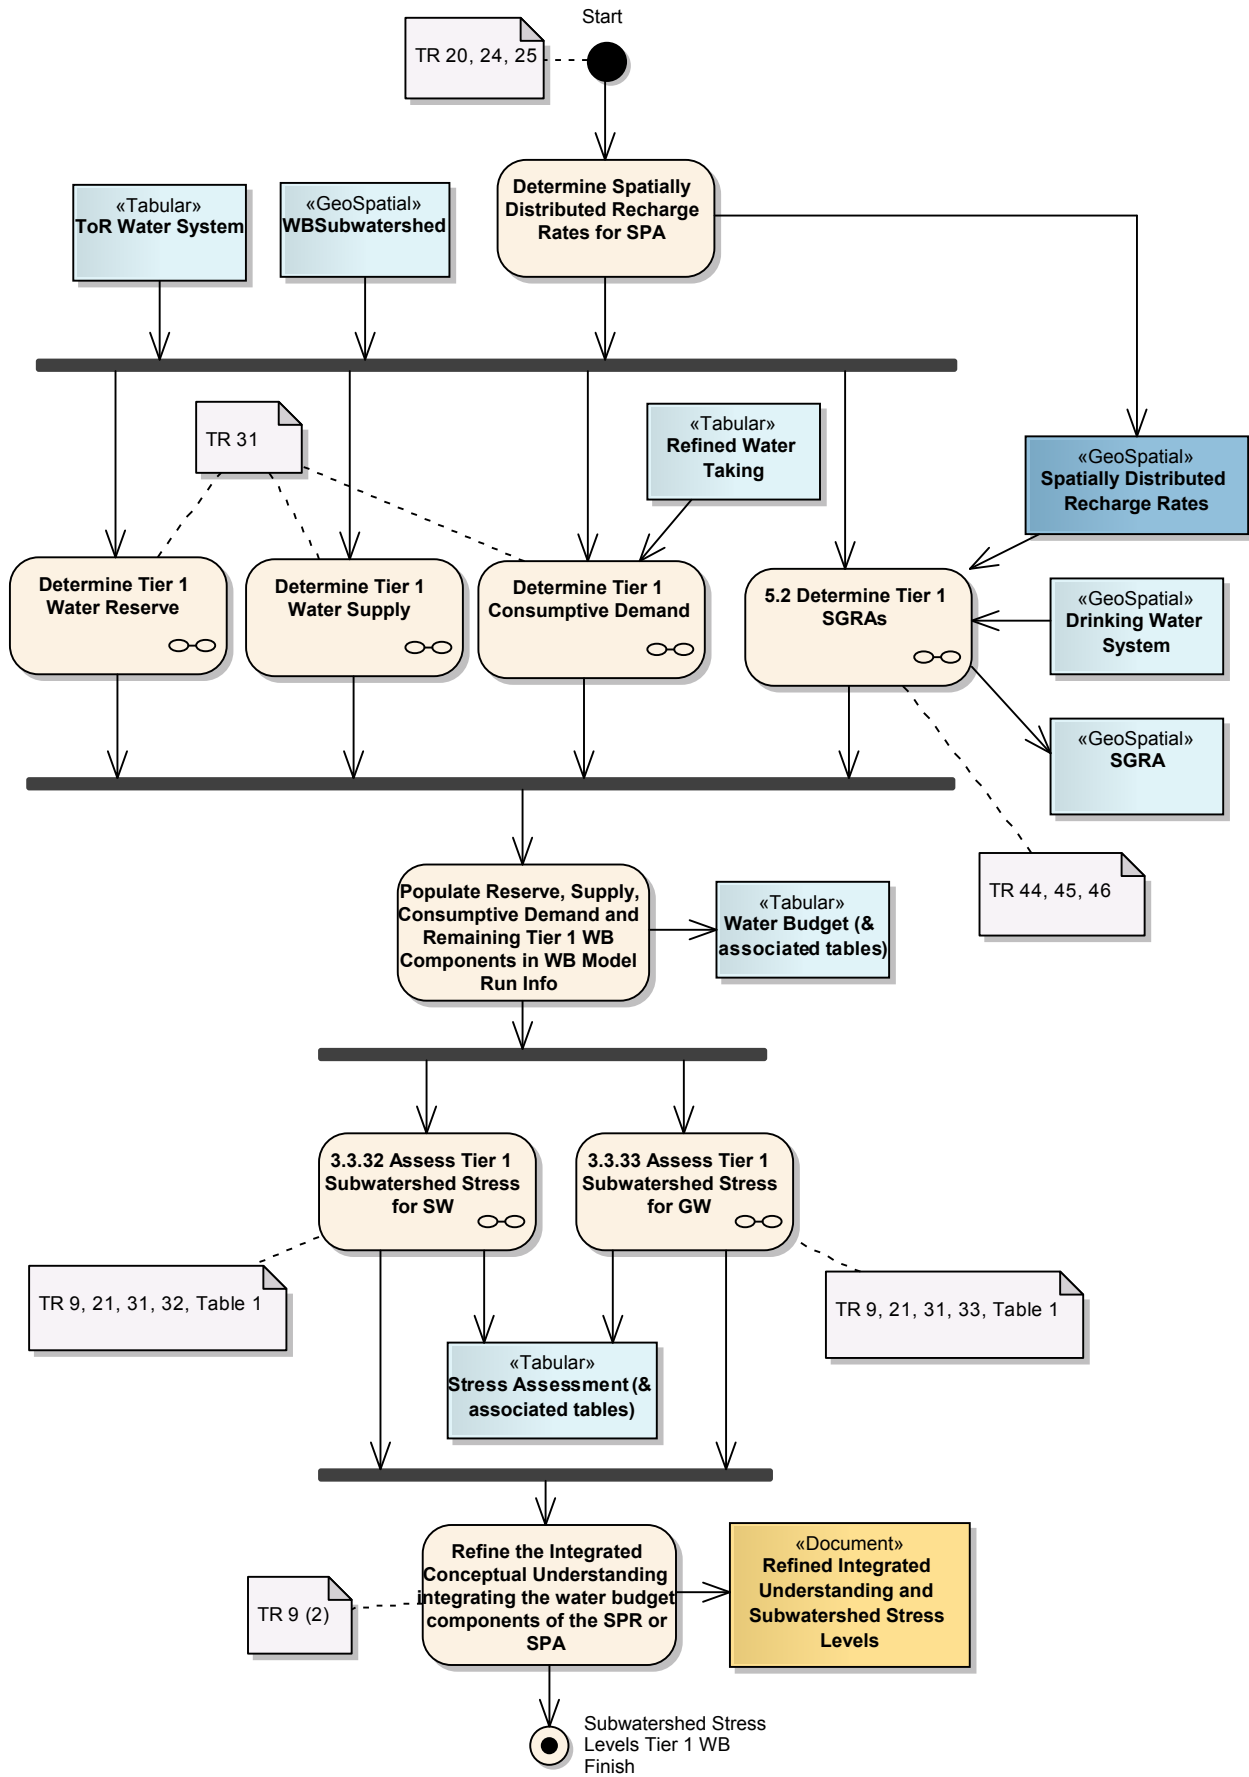 Start
TR 20, 24, 25
Determine Spatially
Distributed Recharge
Rates for SPA
«Tabular»
ToR Water System
«GeoSpatial»
WBSubwatershed
TR 31
«Tabular»
Refined Water
Taking
«GeoSpatial»
Spatially Distributed
Recharge Rates
Determine Tier 1
Water Reserve
Determine Tier 1
Water Supply
Determine Tier 1
Consumptive Demand
5.2 Determine Tier 1
SGRAs
«GeoSpatial»
Drinking Water
System
«GeoSpatial»
SGRA
TR 44, 45, 46
Populate Reserve, Supply,
Consumptive Demand and
Remaining Tier 1 WB
Components in WB Model
Run Info
«Tabular»
Water Budget (&
associated tables)
3.3.32 Assess Tier 1
Subwatershed Stress
for SW
3.3.33 Assess Tier 1
Subwatershed Stress
for GW
TR 9, 21, 31, 32, Table 1
TR 9, 21, 31, 33, Table 1
«Tabular»
Stress Assessment (&
associated tables)
Refine the Integrated
Conceptual Understanding
integrating the water budget
components of the SPR or
SPA
TR 9 (2)
«Document»
Refined Integrated
Understanding and
Subwatershed Stress
Levels
Subwatershed Stress
Levels Tier 1 WB
Finish